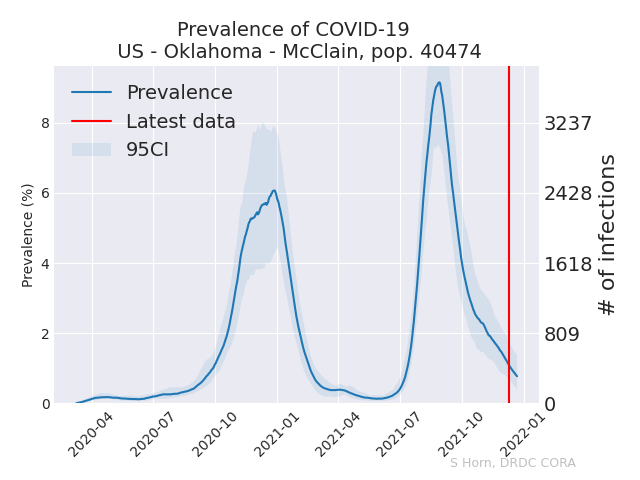 Prevalence of COVID-19
US - Oklahoma - McClain, pop. 40474
Prevalence
Latest data
95CI
Prevalence (%)
8
6
4
2
0
3237
2428
1618
809
0
# of infections
2020-04
2020-07
2020-10
2021-01
2021-04
2021-07
2021-10
2022-01
S Horn, DRDC CORA